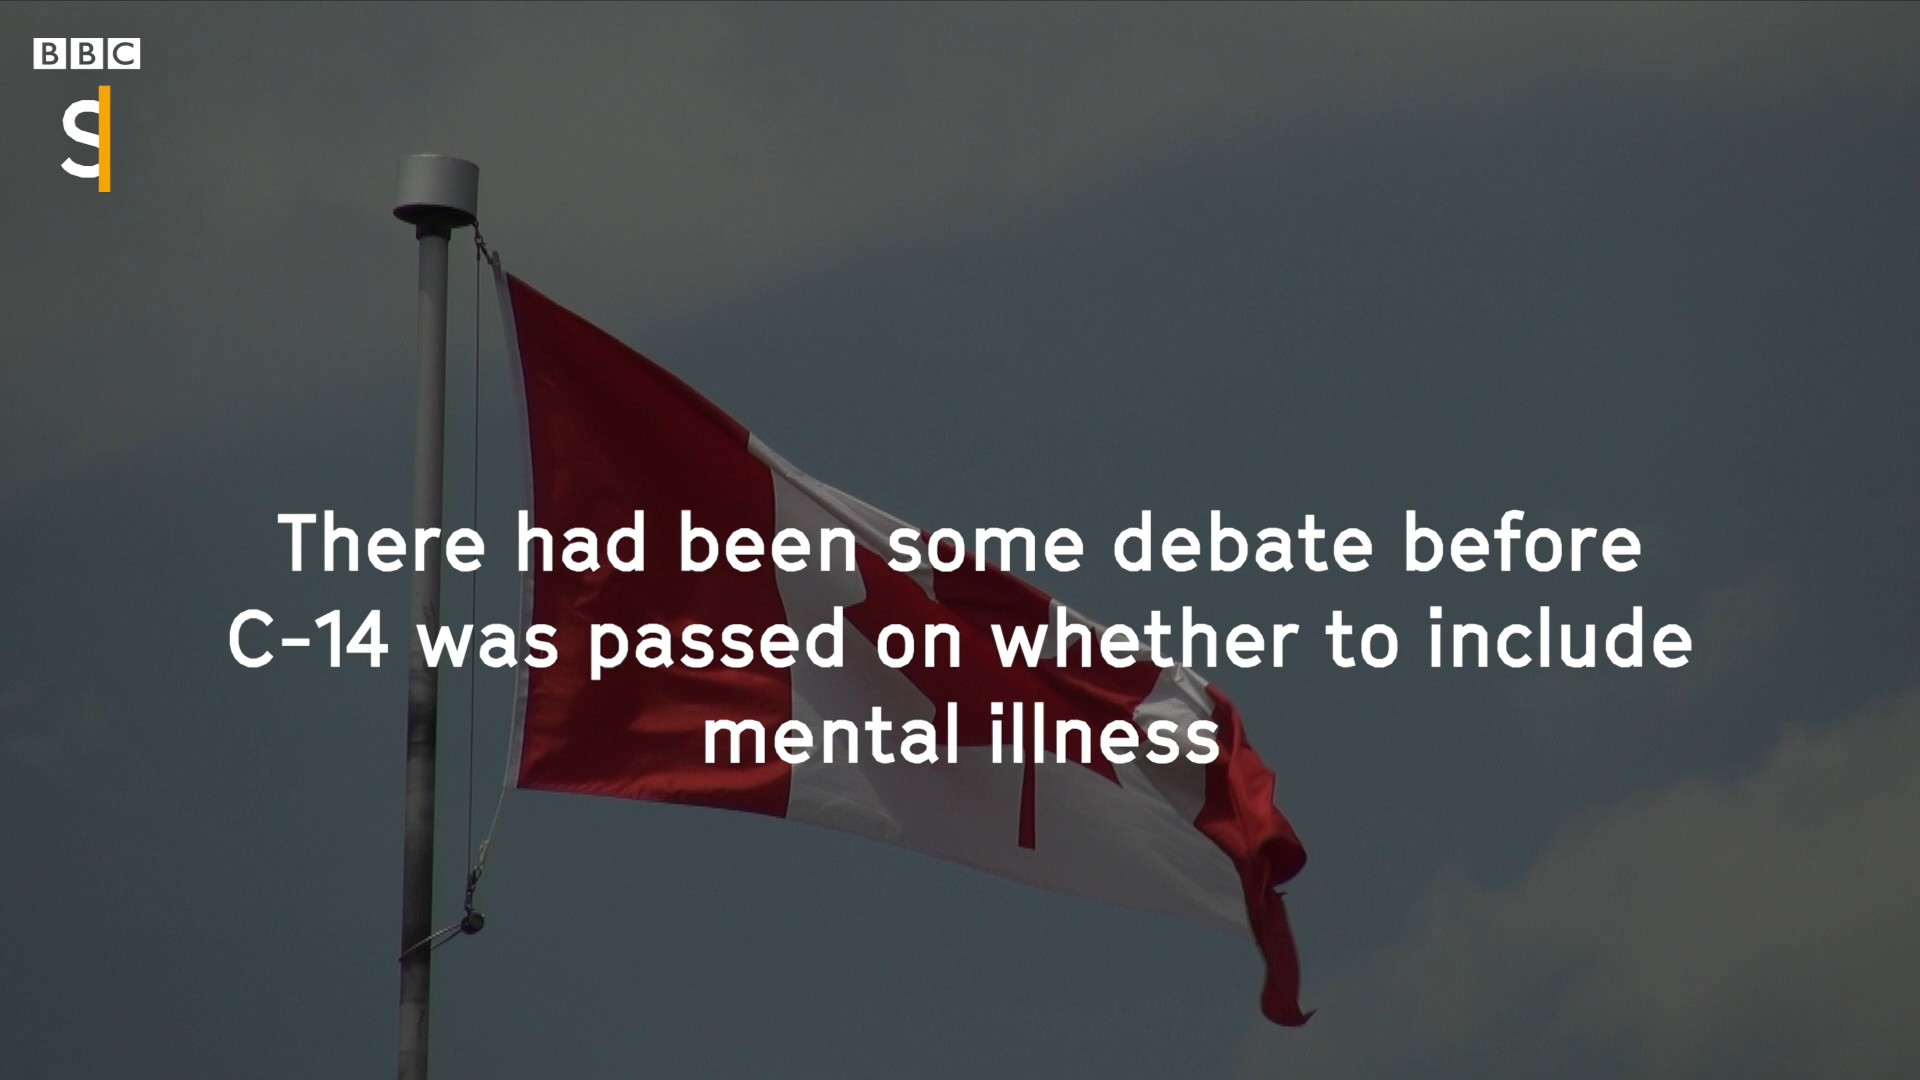 BBC
S
There had been some debate before
C-14 was passed on whether to include
mental illness